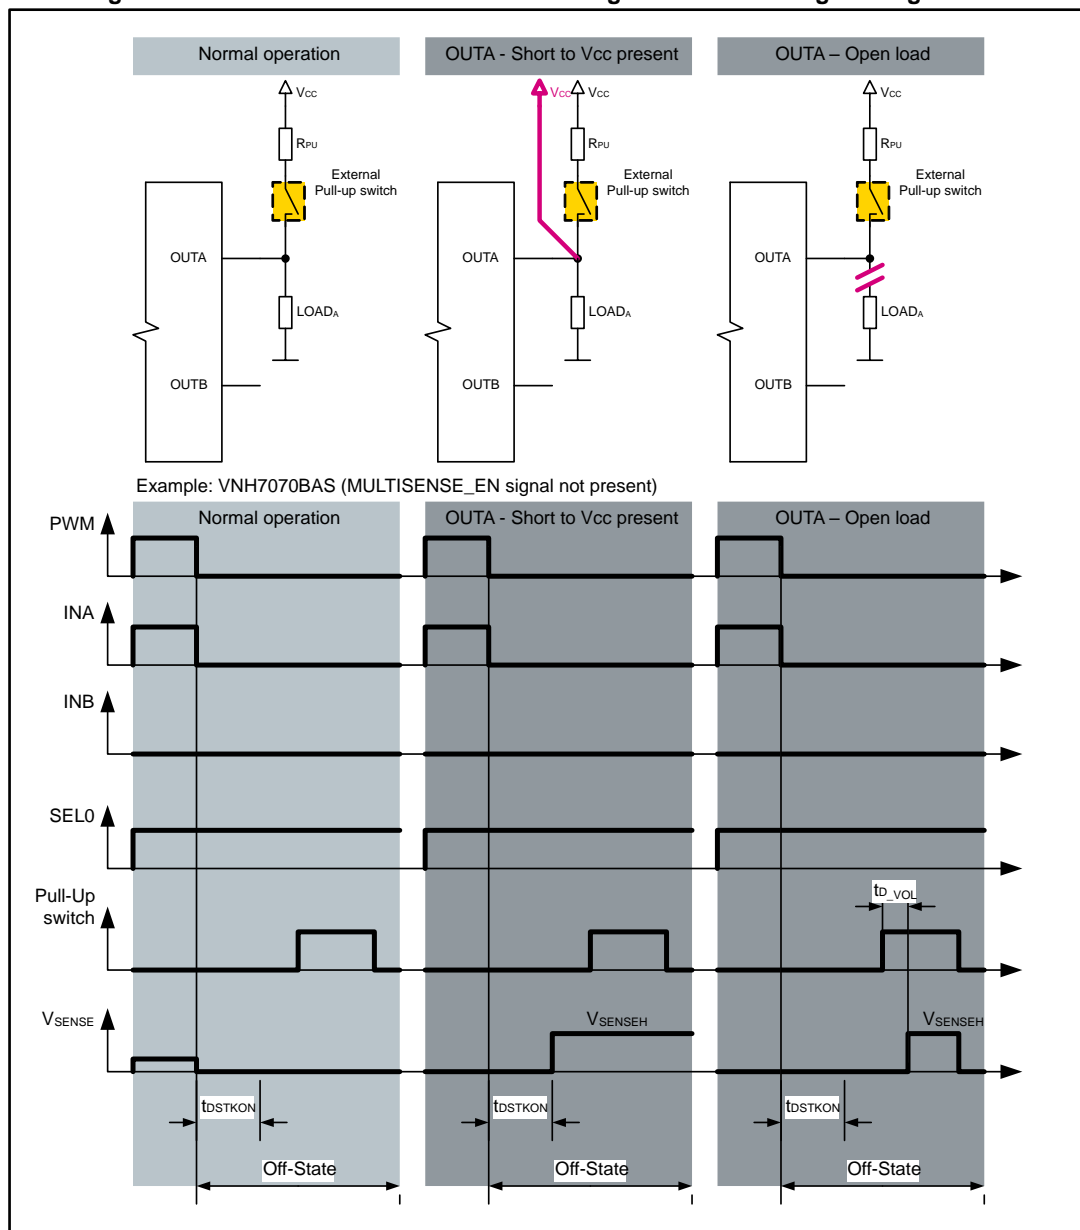 Normal operation
OUTA - Short to Vcc present
OUTA – Open load
VCC
RPU
External
Pull-up switch
OUTA
LOADA
OUTB
VCC
VCC
RPU
External
Pull-up switch
OUTA
LOADA
OUTB
VCC
RPU
External
Pull-up switch
OUTA
LOADA
OUTB
Example: VNH7070BAS (MULTISENSE_EN signal not present)
Normal operation
OUTA - Short to Vcc present
OUTA – Open load
PWM
INA
INB
SEL0
Pull-Up
switch
tD_VOL
VSENSE
VSENSEH
VSENSEH
tDSTKON
tDSTKON
tDSTKON
Off-State
Off-State
Off-State